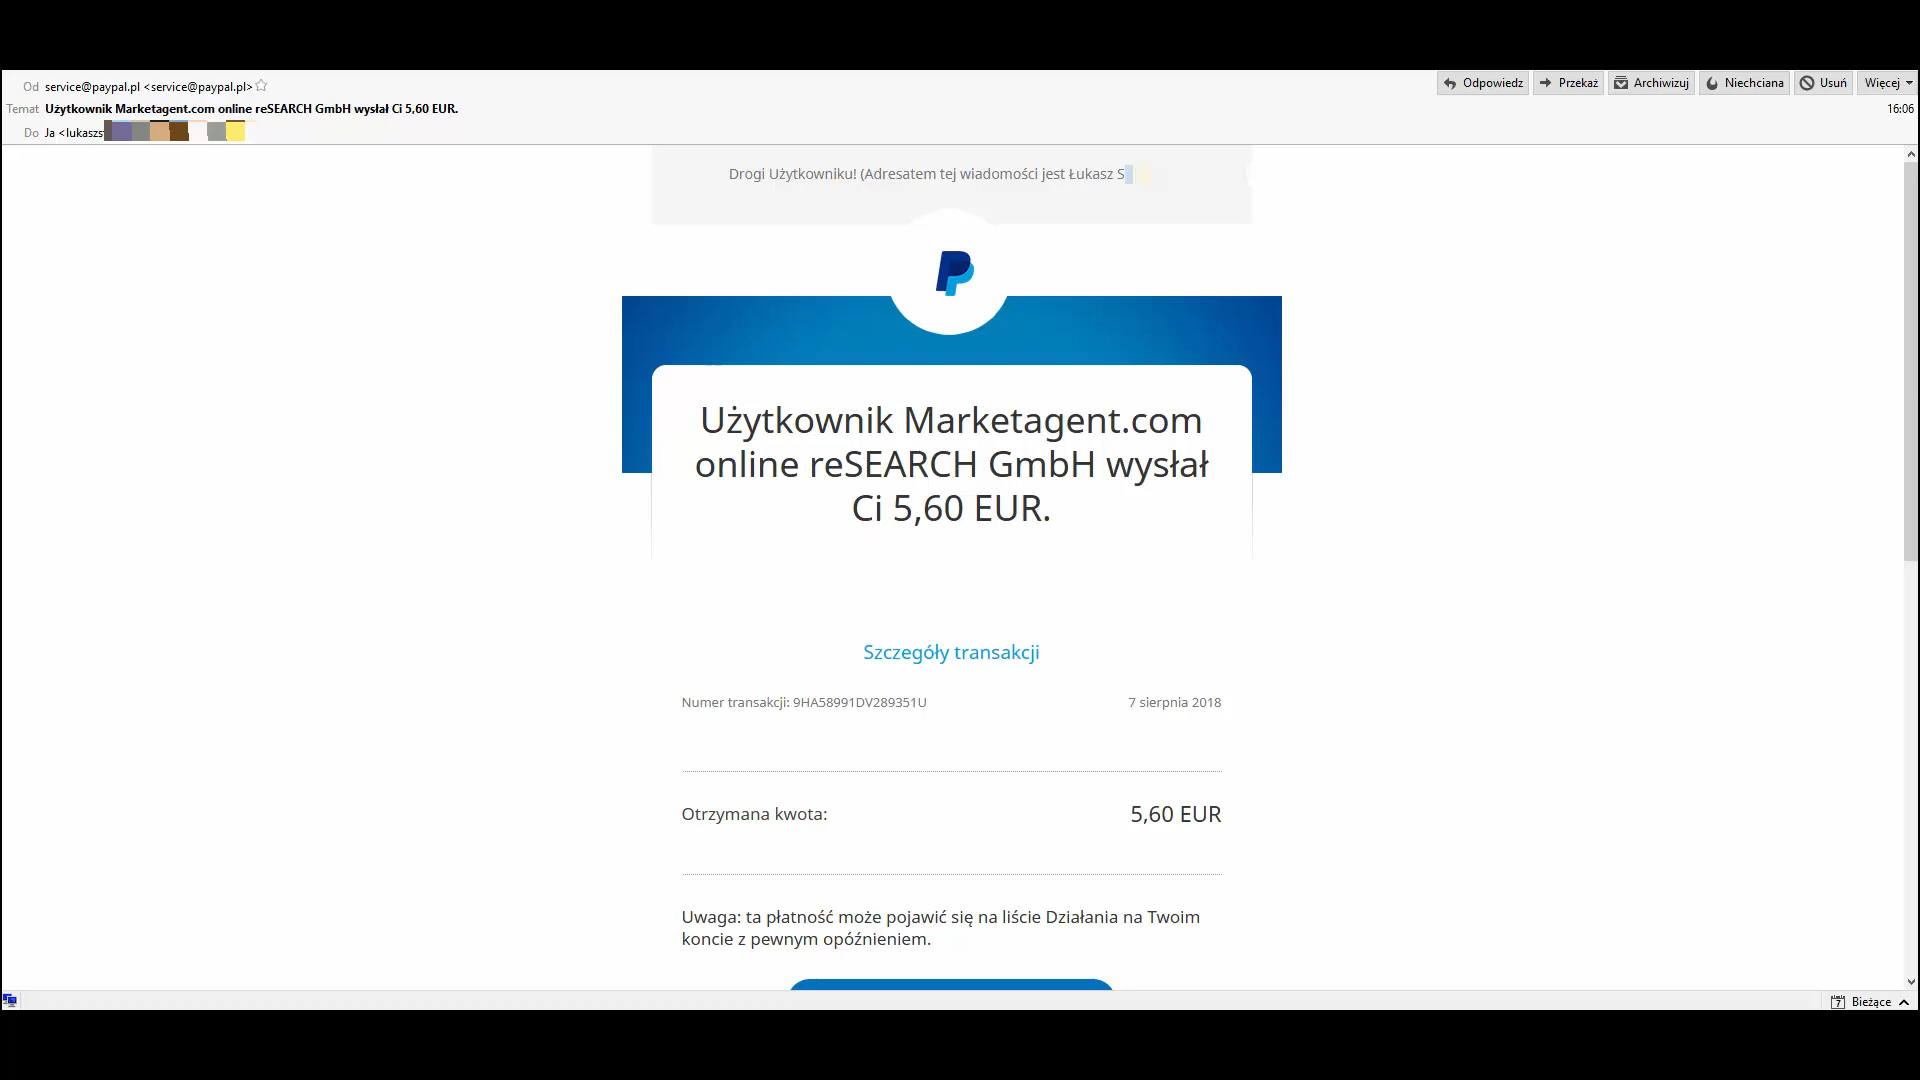 Od service@paypal.pl <service@paypal.pl>
Odpowiedz Przekaż Archiwizuj Niechciana Usuń Więcej
Temat Użytkownik Marketagent.com online reSEARCH GmbH wysłał Ci 5,60 EUR.
16:06
Do Ja <lukaszs
Drogi Użytkowniku! (Adresatem tej wiadomości jest Łukasz S
Użytkownik Marketagent.com
online reSEARCH GmbH wysłał
Ci 5,60 EUR.
Szczegóły transakcji
Numer transakcji: 9HA58991DV289351U 7 sierpnia 2018
Otrzymana kwota: 5,60 EUR
Uwaga: ta płatność może pojawić się na liście Działania na Twoim
koncie z pewnym opóźnieniem.
7 Bieżące